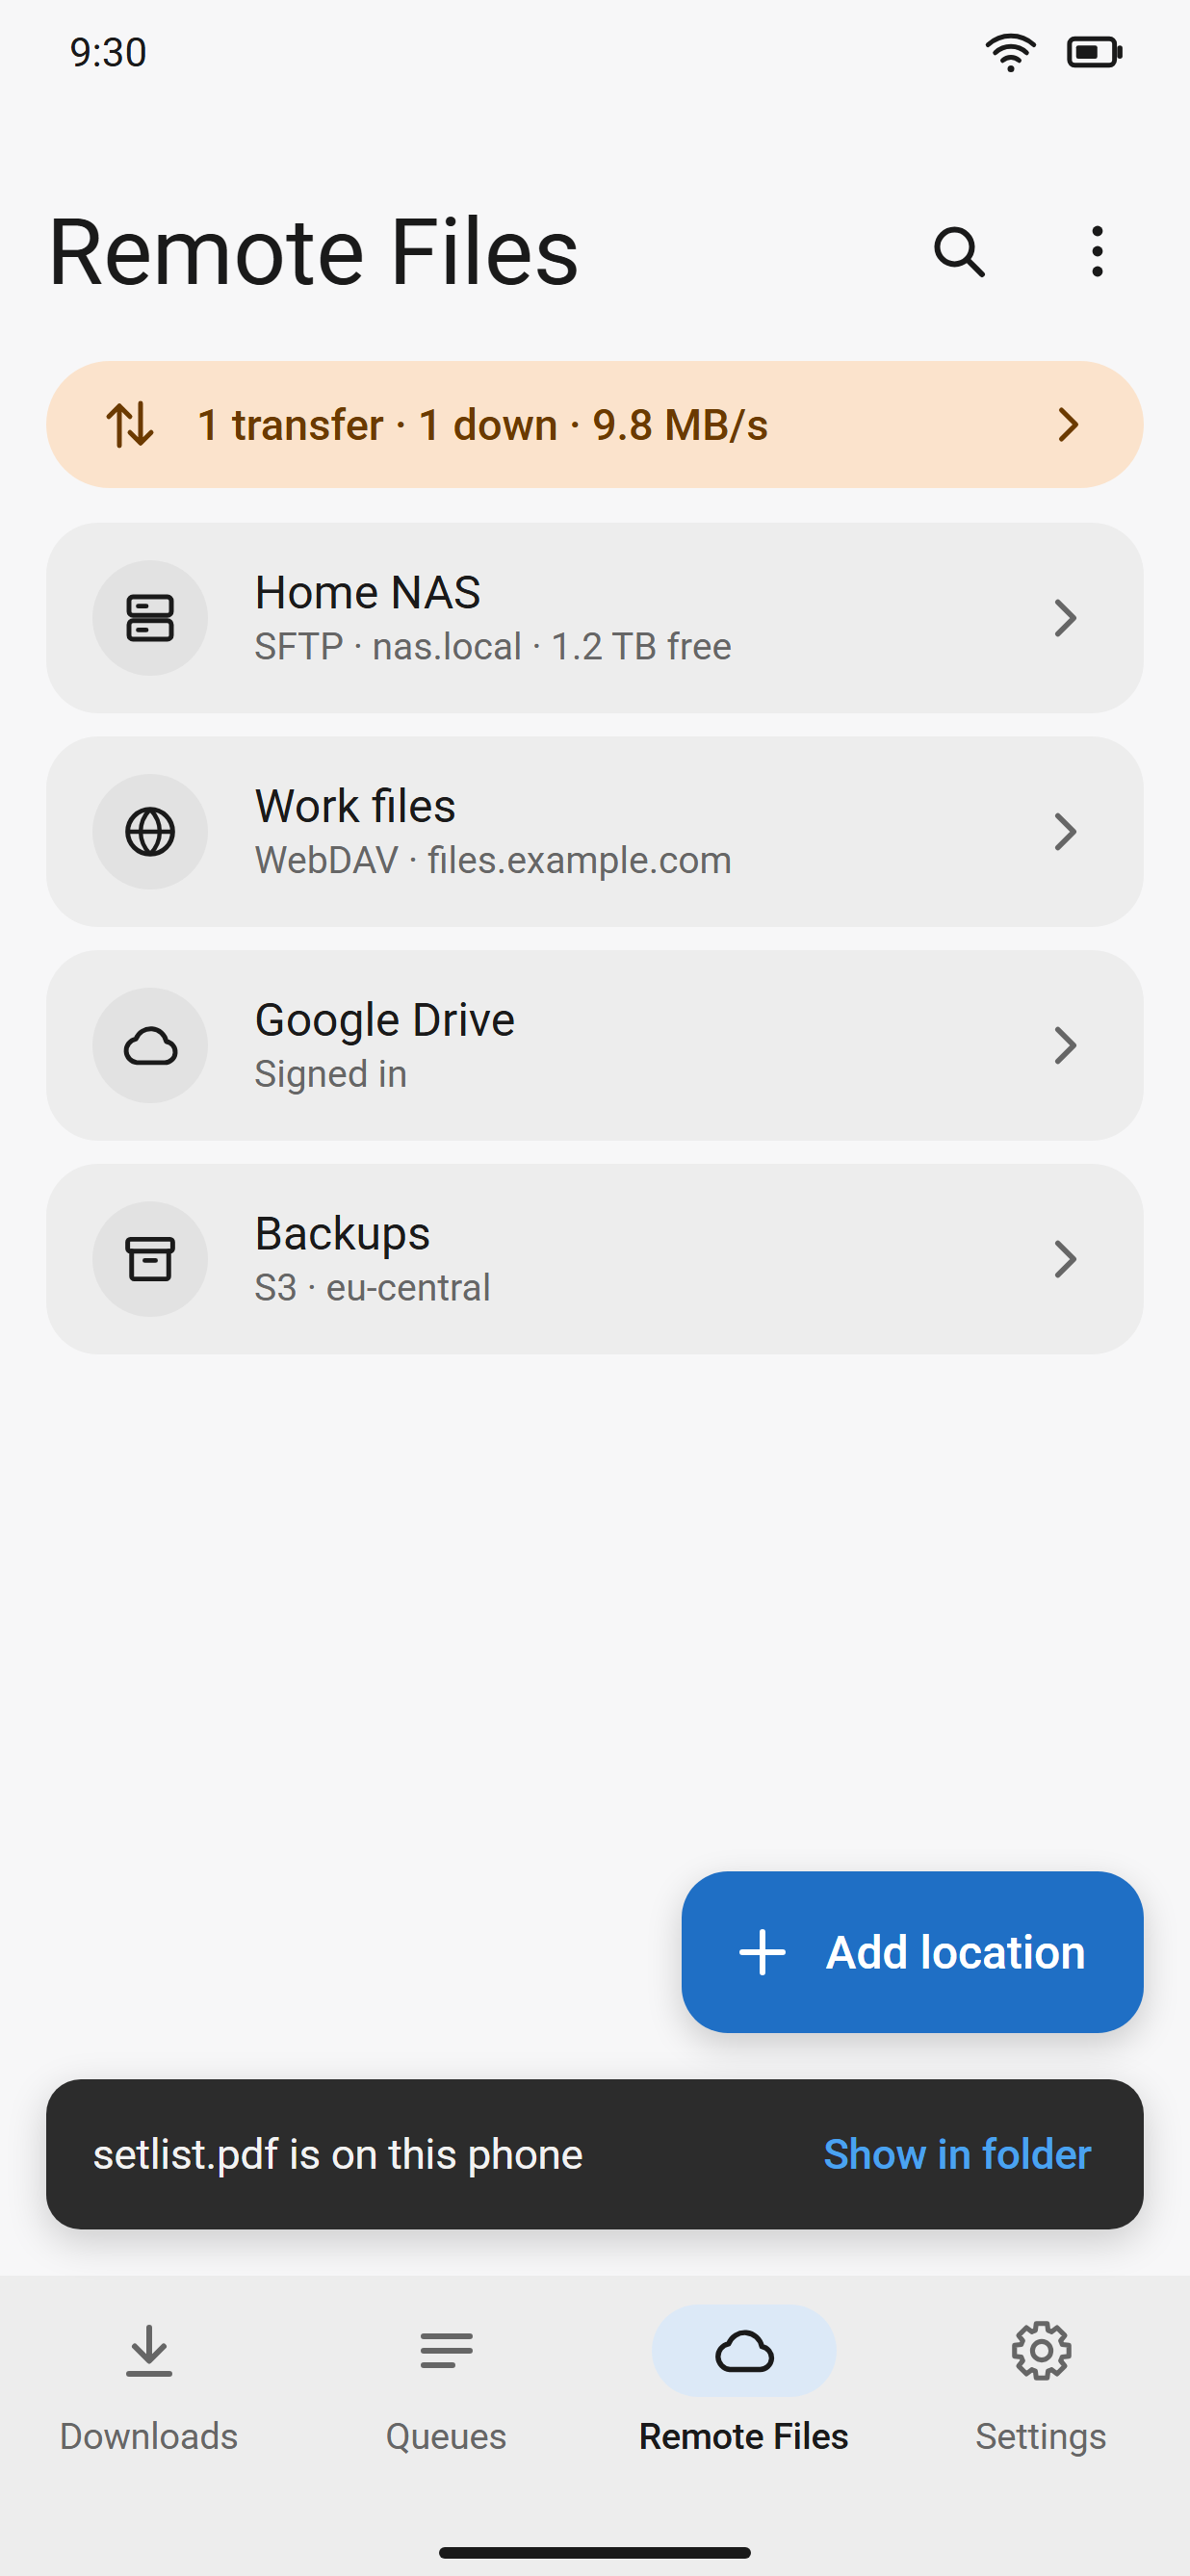 9:30
Remote Files
1 transfer · 1 down · 9.8 MB/s
Home NAS
SFTP · nas.local · 1.2 TB free
Work files
WebDAV · files.example.com
Google Drive
Signed in
Backups
S3 · eu-central
Add location
setlist.pdf is on this phone Show in folder
Downloads Queues Remote Files Settings